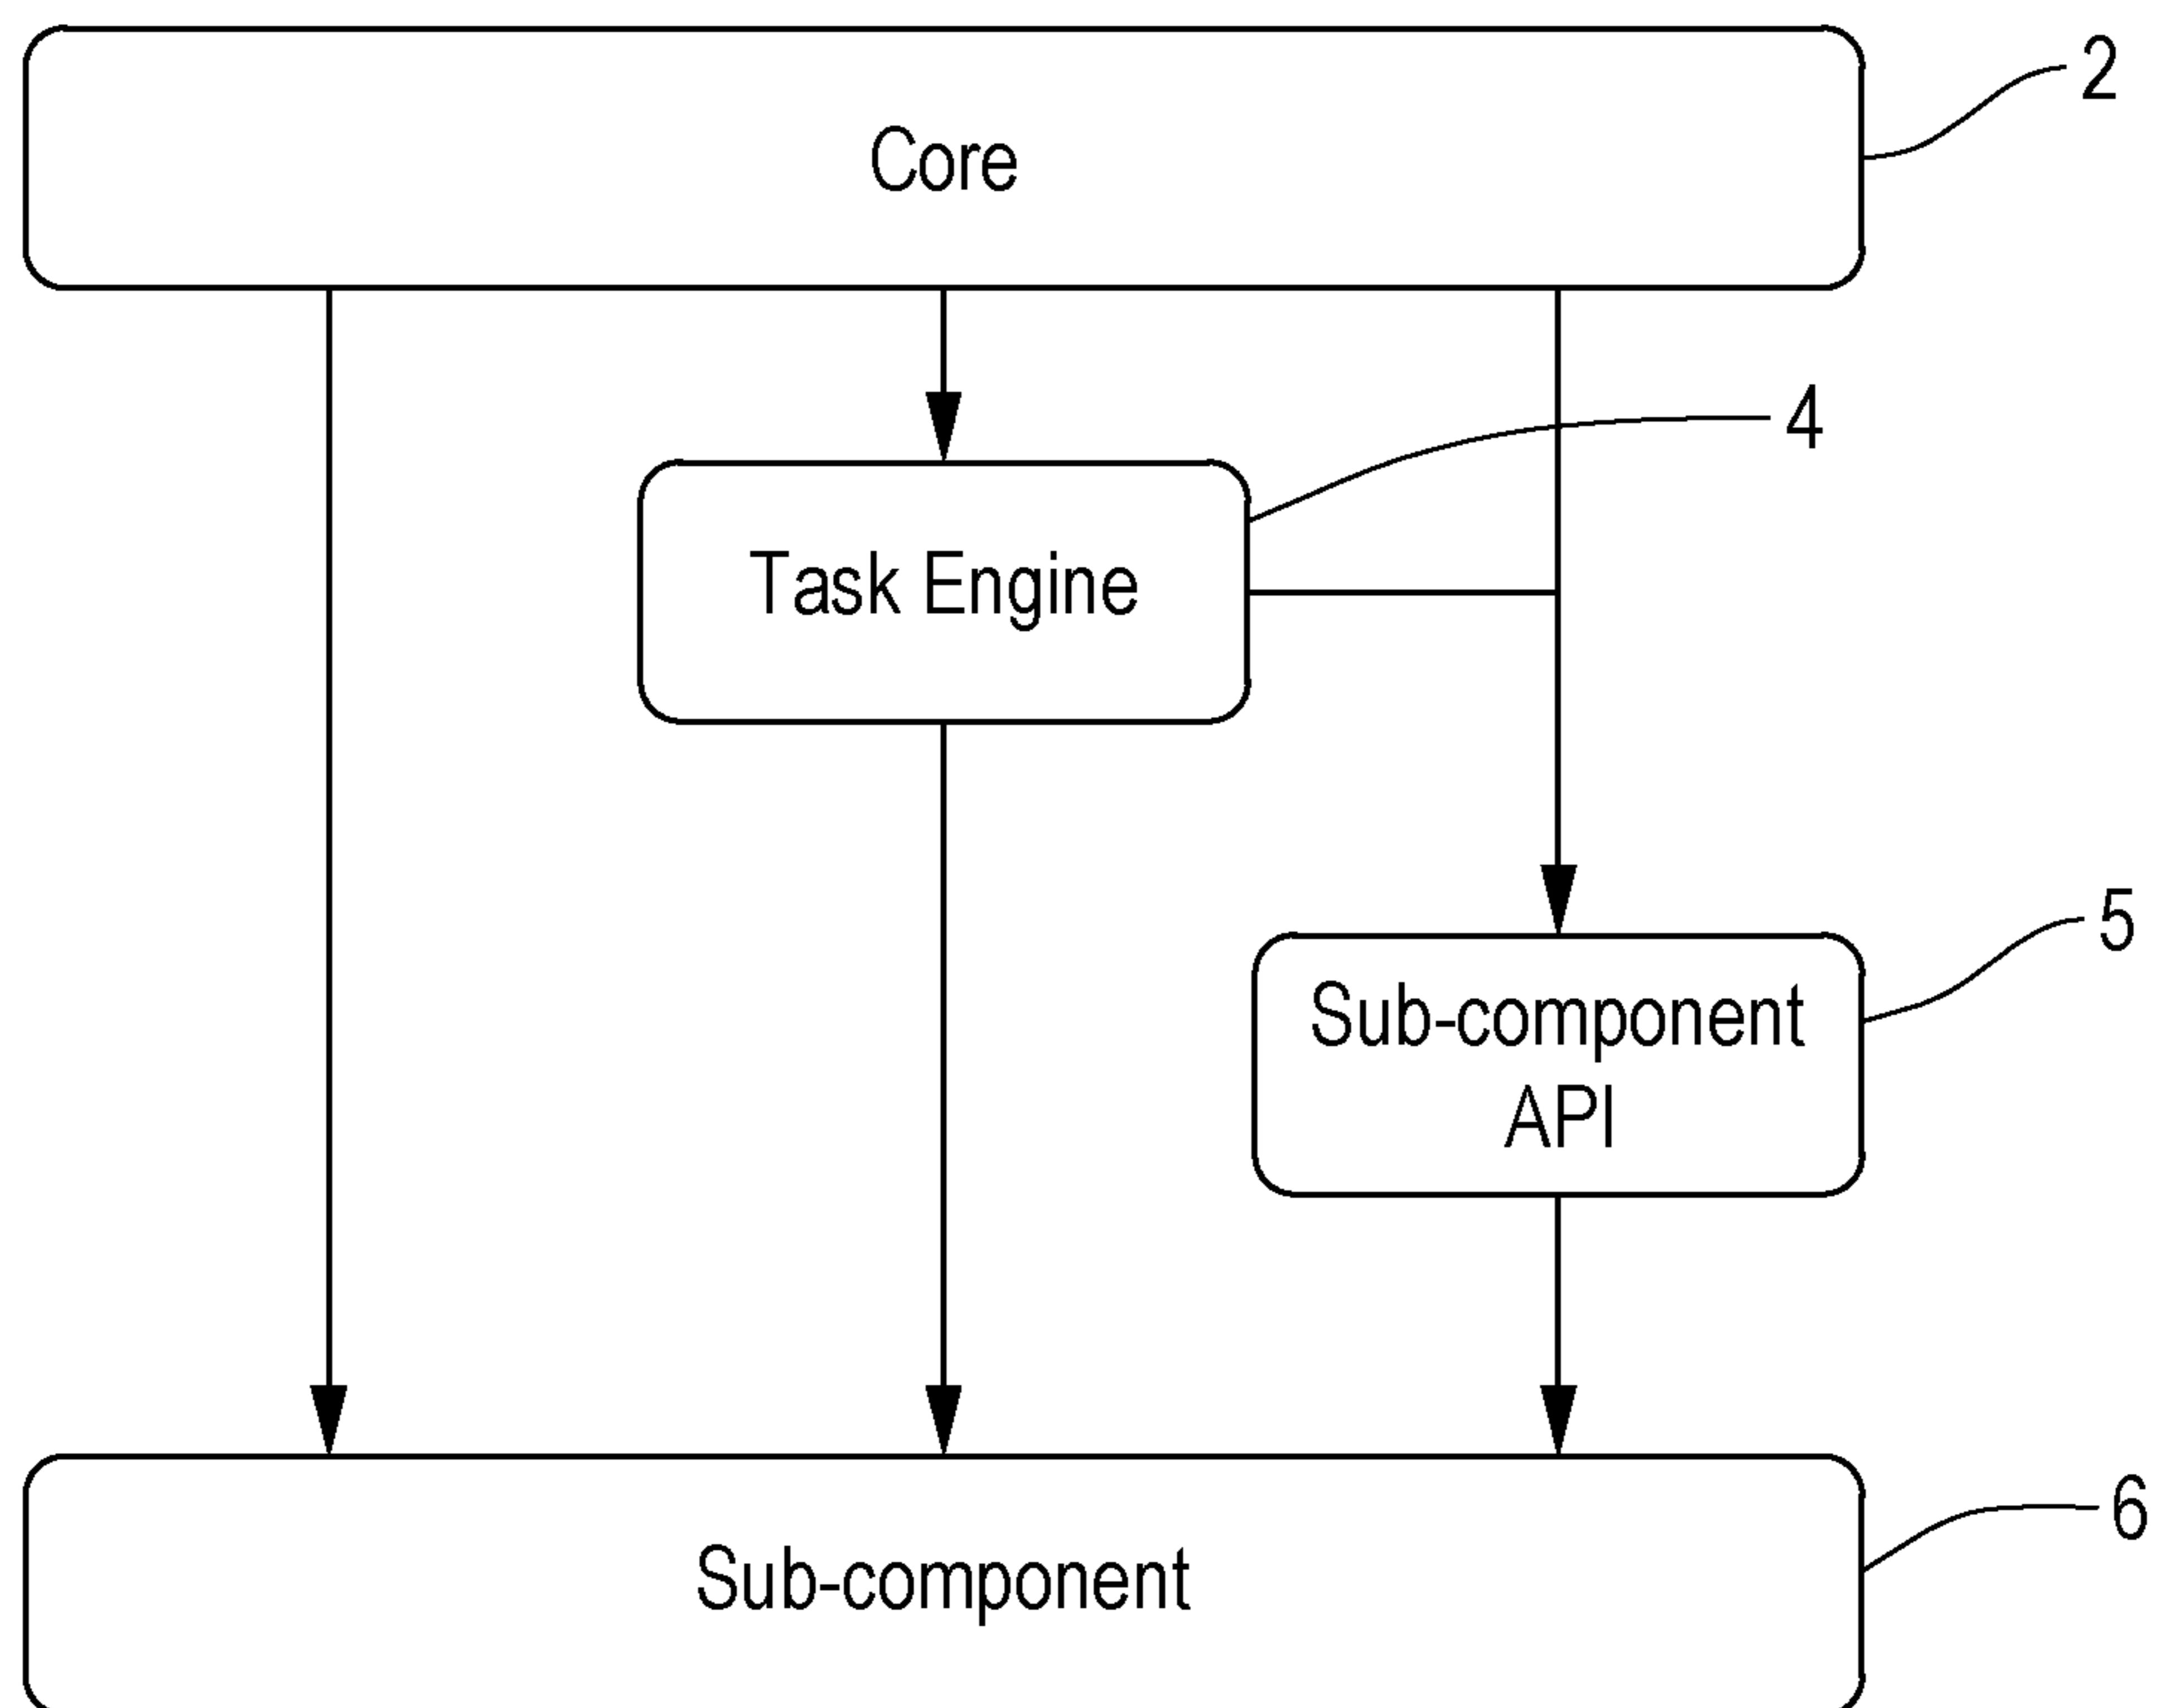 Core
2
4
Task Engine
5
Sub-component
API
6
Sub-component